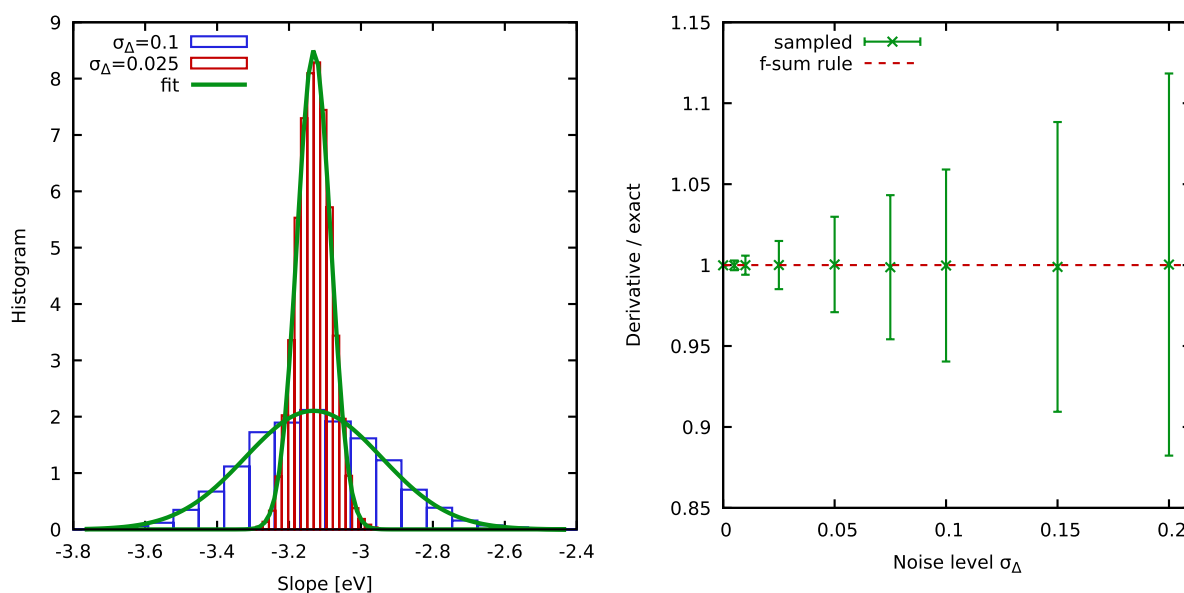 9
8
7
6
5
4
3
2
1
0
Histogram
σΔ=0.1
σΔ=0.025
fit
-3.8 -3.6 -3.4 -3.2 -3 -2.8 -2.6 -2.4
Slope [eV]
1.15
1.1
1.05
1
0.95
0.9
0.85
Derivative / exact
sampled
f-sum rule
0 0.05 0.1 0.15 0.2
Noise level σΔ